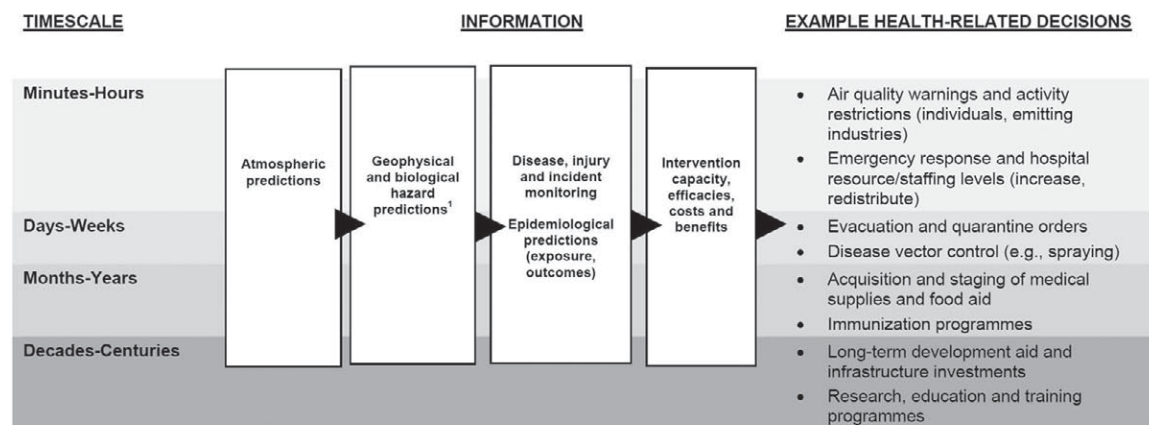 TIMESCALE
INFORMATION
EXAMPLE HEALTH-RELATED DECISIONS
Minutes-Hours
Days-Weeks
Months-Years
Decades-Centuries
Atmospheric
predictions
Geophysical
and biological
hazard
predictions¹
Disease, injury
and incident
monitoring
Epidemiological
predictions
(exposure,
outcomes)
Intervention
capacity,
efficacies,
costs and
benefits
• Air quality warnings and activity
restrictions (individuals, emitting
industries)
• Emergency response and hospital
resource/staffing levels (increase,
redistribute)
• Evacuation and quarantine orders
• Disease vector control (e.g., spraying)
• Acquisition and staging of medical
supplies and food aid
• Immunization programmes
• Long-term development aid and
infrastructure investments
• Research, education and training
programmes